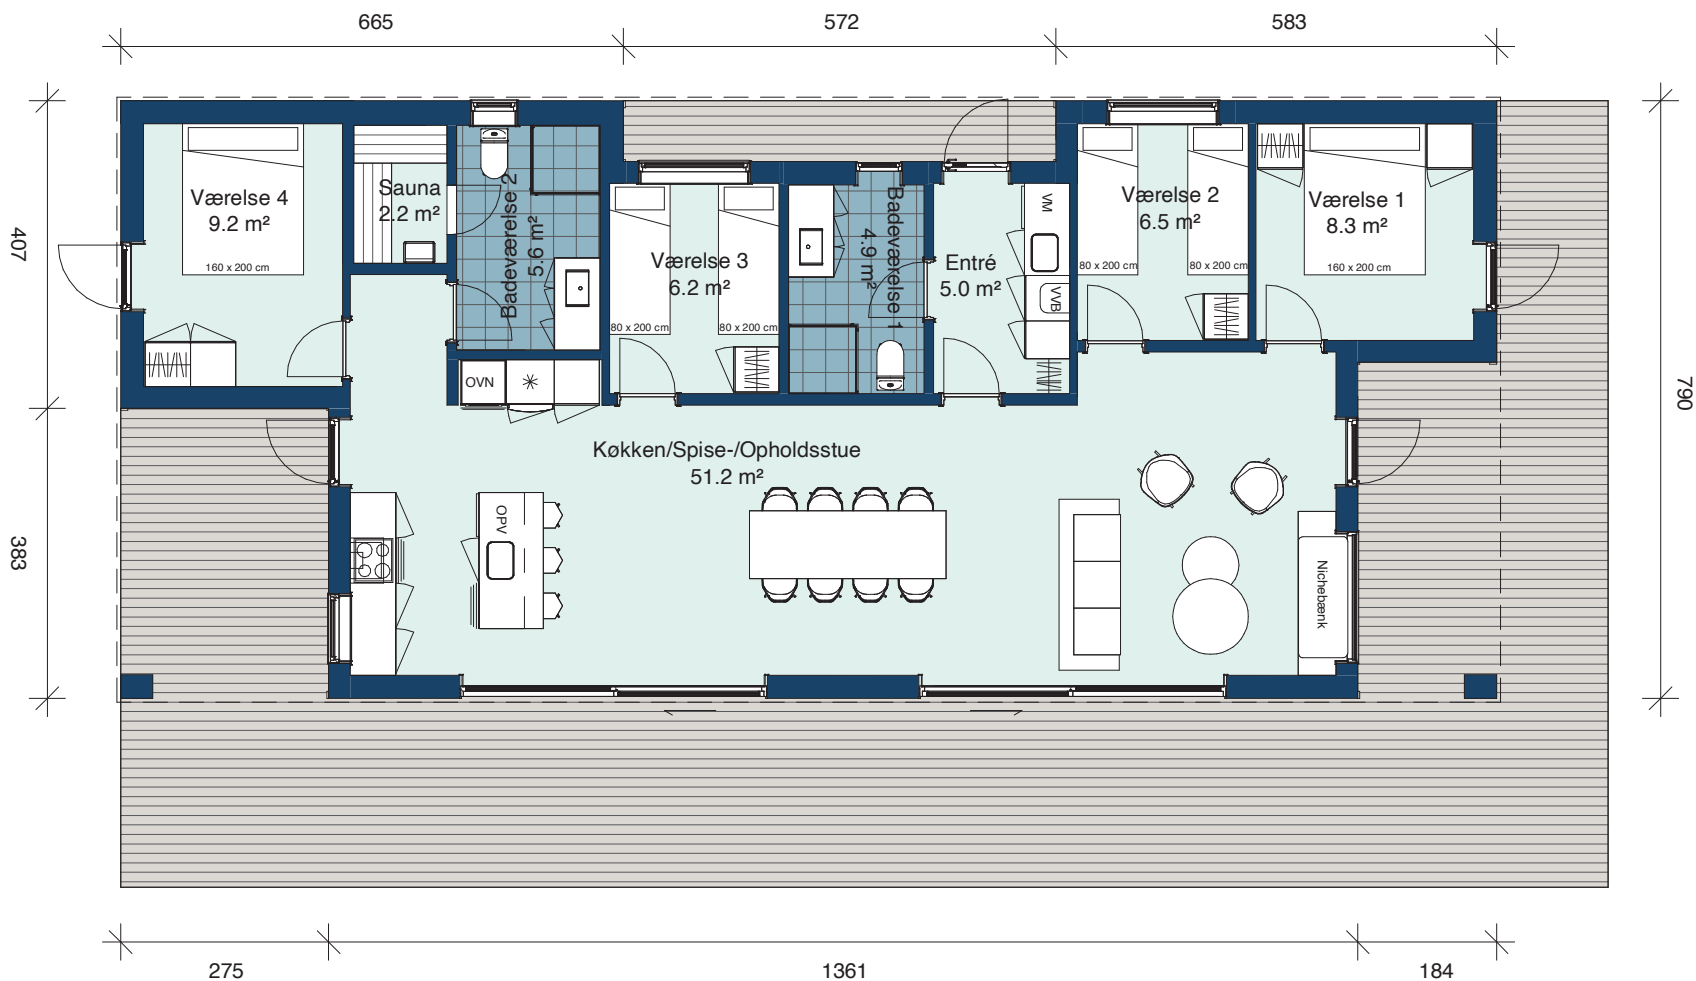 665
572
583
407
383
790
Værelse 4
9.2 m²
160 x 200 cm
Sauna
2.2 m²
Badeværelse 2
5.6 m²
Værelse 3
6.2 m²
80 x 200 cm
80 x 200 cm
Badeværelse 1
4.9 m²
Entré
5.0 m²
VM
VVB
Værelse 2
6.5 m²
80 x 200 cm
80 x 200 cm
Værelse 1
8.3 m²
160 x 200 cm
OVN
Køkken/Spise-/Opholdsstue
51.2 m²
OPV
Nichebænk
275
1361
184